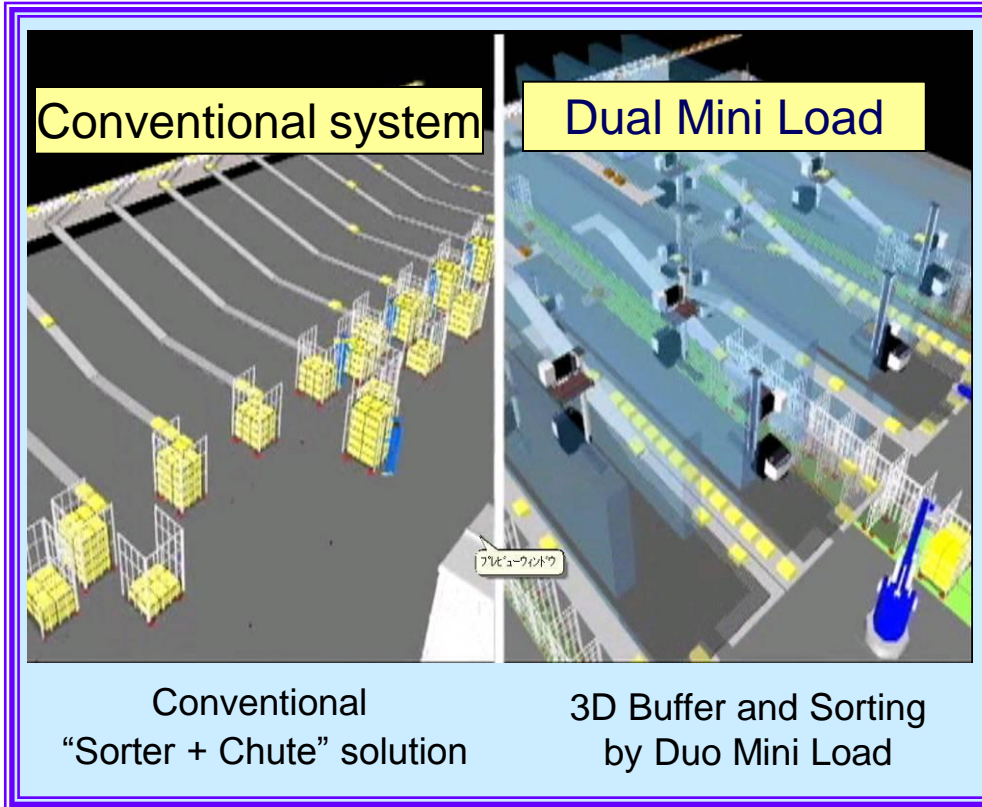 Conventional system
Dual Mini Load
プレビューウィンドウ
Conventional
“Sorter + Chute” solution
3D Buffer and Sorting
by Duo Mini Load